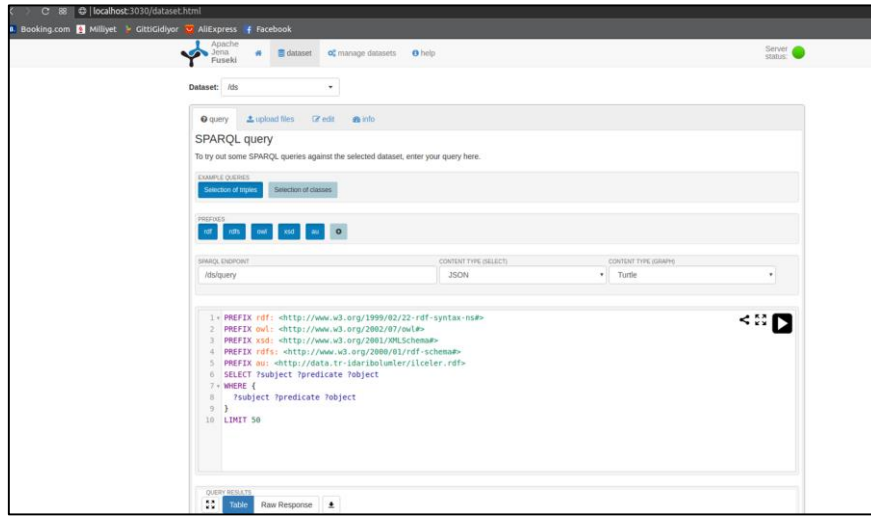 localhost:3030/dataset.html
Booking.com Milliyet GittiGidiyor AliExpress Facebook
Apache Jena Fuseki dataset manage datasets help Server status:
Dataset: /ds
query upload files edit info
SPARQL query
To try out some SPARQL queries against the selected dataset, enter your query here.
EXAMPLE QUERIES
Selection of triples Selection of classes
PREFIXES
rdf rdfs owl xsd au
SPARQL ENDPOINT CONTENT TYPE (SELECT) CONTENT TYPE (GRAPH)
/ds/query JSON Turtle
1 PREFIX rdf: <http://www.w3.org/1999/02/22-rdf-syntax-ns#>
2 PREFIX owl: <http://www.w3.org/2002/07/owl#>
3 PREFIX xsd: <http://www.w3.org/2001/XMLSchema#>
4 PREFIX rdfs: <http://www.w3.org/2000/01/rdf-schema#>
5 PREFIX au: <http://data.tr-idaribolumler/ilceler.rdf>
6 SELECT ?subject ?predicate ?object
7 WHERE {
8 ?subject ?predicate ?object
9 }
10 LIMIT 50
QUERY RESULTS
Table Raw Response